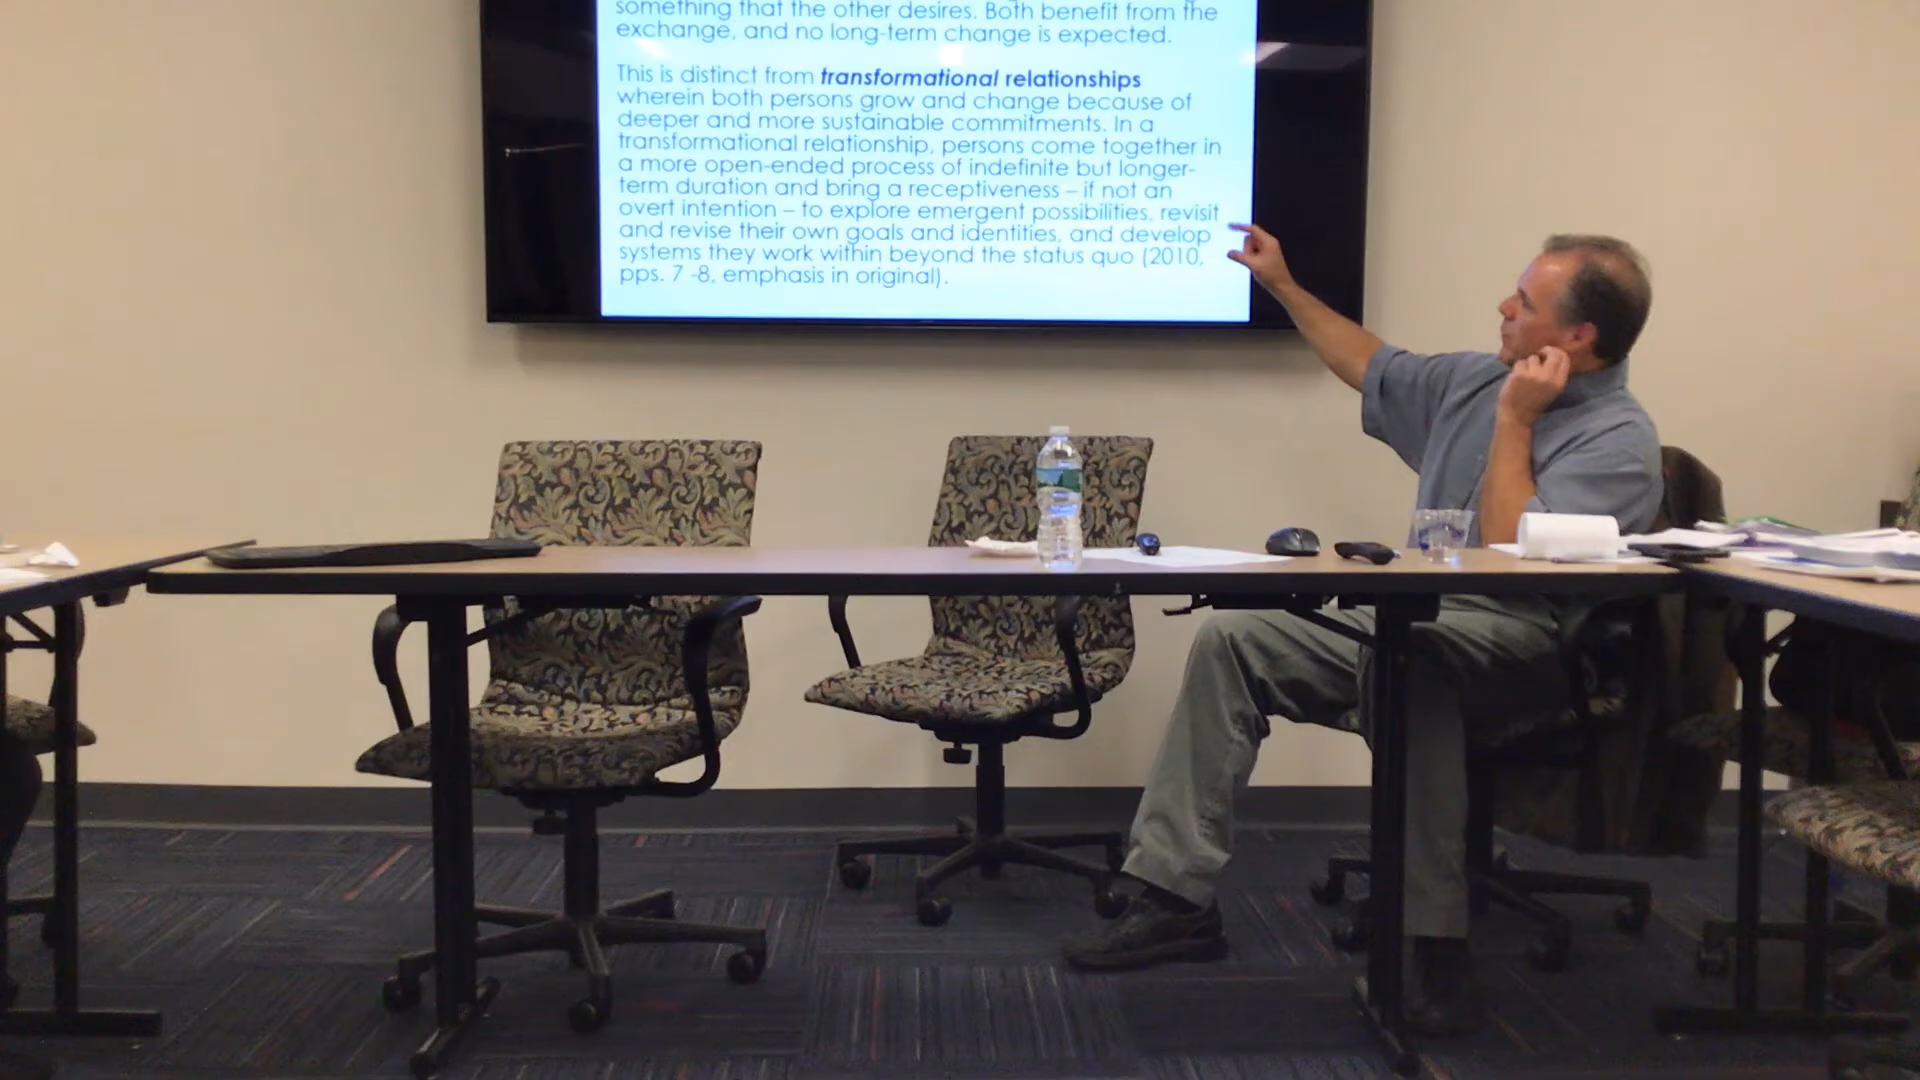 something that the other desires. Both benefit from the
exchange, and no long-term change is expected.
This is distinct from transformational relationships
wherein both persons grow and change because of
deeper and more sustainable commitments. In a
transformational relationship, persons come together in
a more open-ended process of indefinite but longer-
term duration and bring a receptiveness – if not an
overt intention – to explore emergent possibilities, revisit
and revise their own goals and identities, and develop
systems they work within beyond the status quo (2010,
pps. 7 -8, emphasis in original).